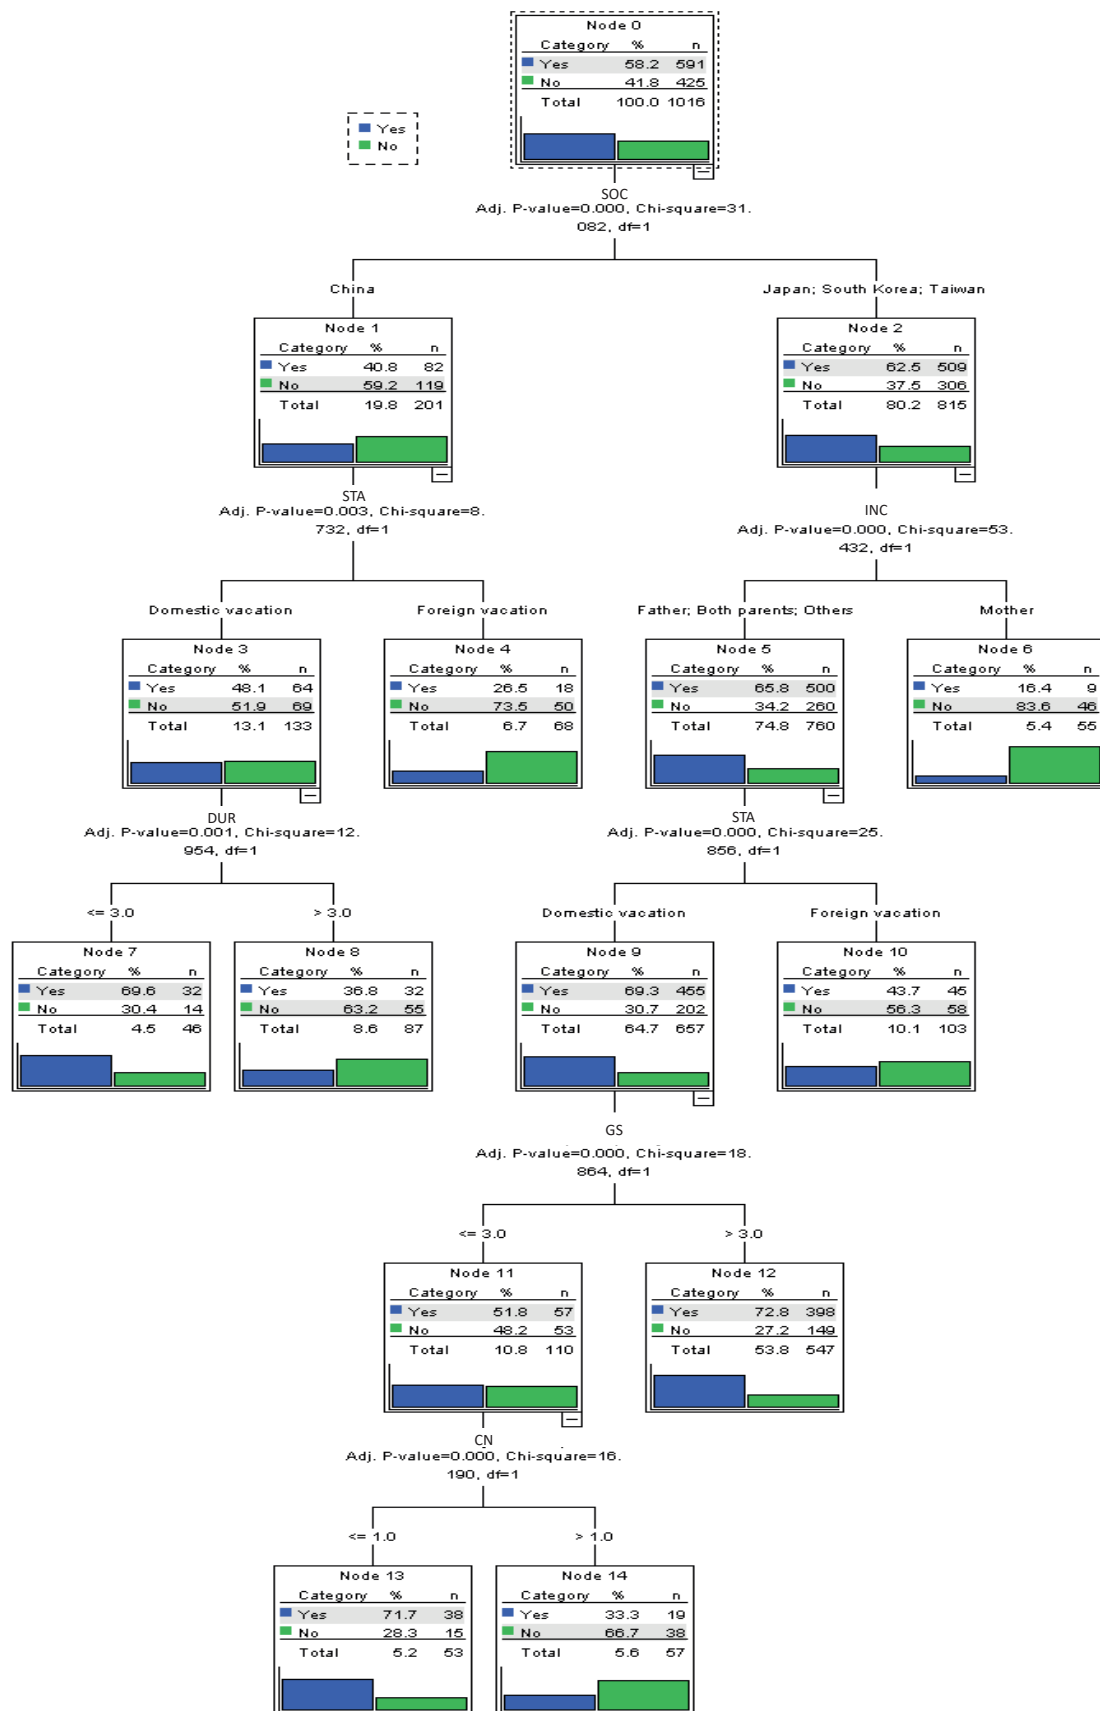 Node 0
Category % n
Yes 58.2 591
No 41.8 425
Total 100.0 1016
Yes
No
SOC
Adj. P-value=0.000, Chi-square=31.
082, df=1
China
Japan; South Korea; Taiwan
Node 1
Category % n
Yes 40.8 82
No 59.2 119
Total 19.8 201
Node 2
Category % n
Yes 62.5 509
No 37.5 306
Total 80.2 815
STA
Adj. P-value=0.003, Chi-square=8.
732, df=1
INC
Adj. P-value=0.000, Chi-square=53.
432, df=1
Domestic vacation
Foreign vacation
Father; Both parents; Others
Mother
Node 3
Category % n
Yes 48.1 64
No 51.9 69
Total 13.1 133
Node 4
Category % n
Yes 26.5 18
No 73.5 50
Total 6.7 68
Node 5
Category % n
Yes 65.8 500
No 34.2 260
Total 74.8 760
Node 6
Category % n
Yes 16.4 9
No 83.6 46
Total 5.4 55
DUR
Adj. P-value=0.001, Chi-square=12.
954, df=1
STA
Adj. P-value=0.000, Chi-square=25.
856, df=1
<= 3.0
> 3.0
Domestic vacation
Foreign vacation
Node 7
Category % n
Yes 69.6 32
No 30.4 14
Total 4.5 46
Node 8
Category % n
Yes 36.8 32
No 63.2 55
Total 8.6 87
Node 9
Category % n
Yes 69.3 455
No 30.7 202
Total 64.7 657
Node 10
Category % n
Yes 43.7 45
No 56.3 58
Total 10.1 103
GS
Adj. P-value=0.000, Chi-square=18.
864, df=1
<= 3.0
> 3.0
Node 11
Category % n
Yes 51.8 57
No 48.2 53
Total 10.8 110
Node 12
Category % n
Yes 72.8 398
No 27.2 149
Total 53.8 547
CN
Adj. P-value=0.000, Chi-square=16.
190, df=1
<= 1.0
> 1.0
Node 13
Category % n
Yes 71.7 38
No 28.3 15
Total 5.2 53
Node 14
Category % n
Yes 33.3 19
No 66.7 38
Total 5.6 57